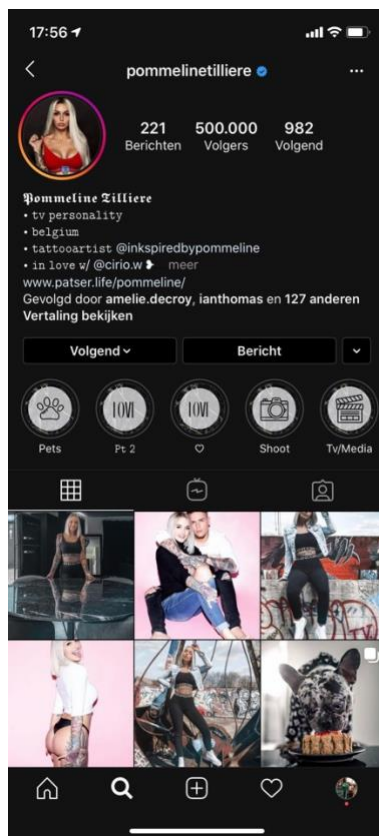 17:56
pommelinetilliere
221 500.000 982
Berichten Volgers Volgend
𝕻𝖔𝖒𝖒𝖊𝖑𝖎𝖓𝖊 𝕿𝖎𝖑𝖑𝖎𝖊𝖗𝖊
• tv personality
• belgium
• tattooartist @inkspiredbypommeline
• in love w/ @cirio.w ❥ meer
www.patser.life/pommeline/
Gevolgd door amelie.decroy, ianthomas en 127 anderen
Vertaling bekijken
Volgend Bericht
LOVE LOVE
Pets Pt 2 ♡ Shoot Tv/Media